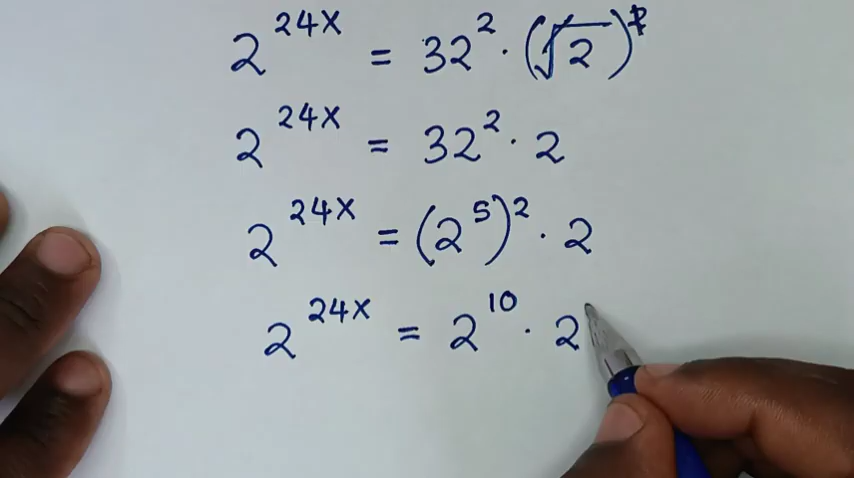 2^{24x} = 32^2 · (√2)^2
2^{24x} = 32^2 · 2
2^{24x} = (2^5)^2 · 2
2^{24x} = 2^{10} · 2